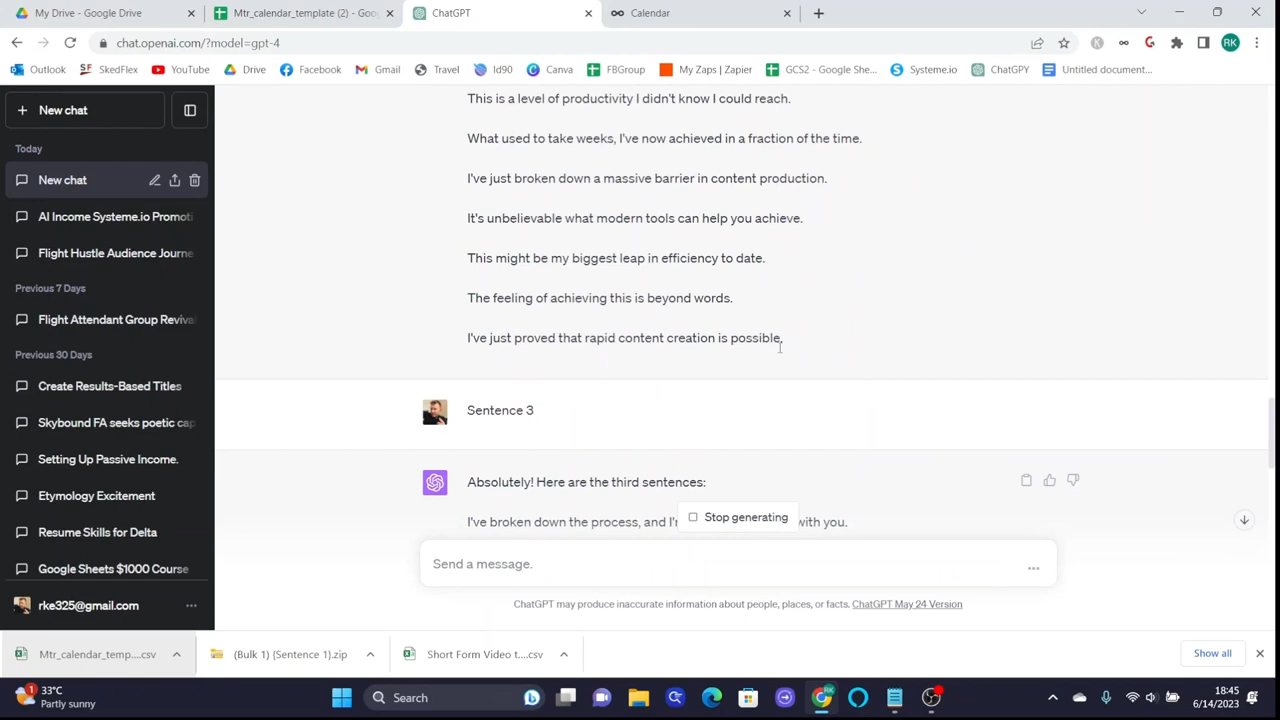 My Drive - Google Drive
Mtr_calendar_template (2) - Goo
ChatGPT
Calendar
chat.openai.com/?model=gpt-4
RK
Outlook
SkedFlex
YouTube
Drive
Facebook
Gmail
Travel
Id90
Canva
FBGroup
My Zaps | Zapier
GCS2 - Google She...
Systeme.io
ChatGPY
Untitled document...
New chat
Today
New chat
AI Income Systeme.io Promoti
Flight Hustle Audience Journe
Previous 7 Days
Flight Attendant Group Reviva
Previous 30 Days
Create Results-Based Titles
Skybound FA seeks poetic cap
Setting Up Passive Income.
Etymology Excitement
Resume Skills for Delta
Google Sheets $1000 Course
rke325@gmail.com
This is a level of productivity I didn't know I could reach.
What used to take weeks, I've now achieved in a fraction of the time.
I've just broken down a massive barrier in content production.
It's unbelievable what modern tools can help you achieve.
This might be my biggest leap in efficiency to date.
The feeling of achieving this is beyond words.
I've just proved that rapid content creation is possible.
Sentence 3
Absolutely! Here are the third sentences:
I've broken down the process, and I'm with you.
Stop generating
Send a message.
ChatGPT may produce inaccurate information about people, places, or facts. ChatGPT May 24 Version
Mtr_calendar_temp....csv
(Bulk 1) {Sentence 1}.zip
Short Form Video t....csv
Show all
1
33°C
Partly sunny
Search
RK
18:45
6/14/2023